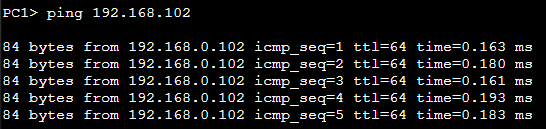 PC1> ping 192.168.102
84 bytes from 192.168.0.102 icmp_seq=1 ttl=64 time=0.163 ms
84 bytes from 192.168.0.102 icmp_seq=2 ttl=64 time=0.180 ms
84 bytes from 192.168.0.102 icmp_seq=3 ttl=64 time=0.161 ms
84 bytes from 192.168.0.102 icmp_seq=4 ttl=64 time=0.193 ms
84 bytes from 192.168.0.102 icmp_seq=5 ttl=64 time=0.183 ms